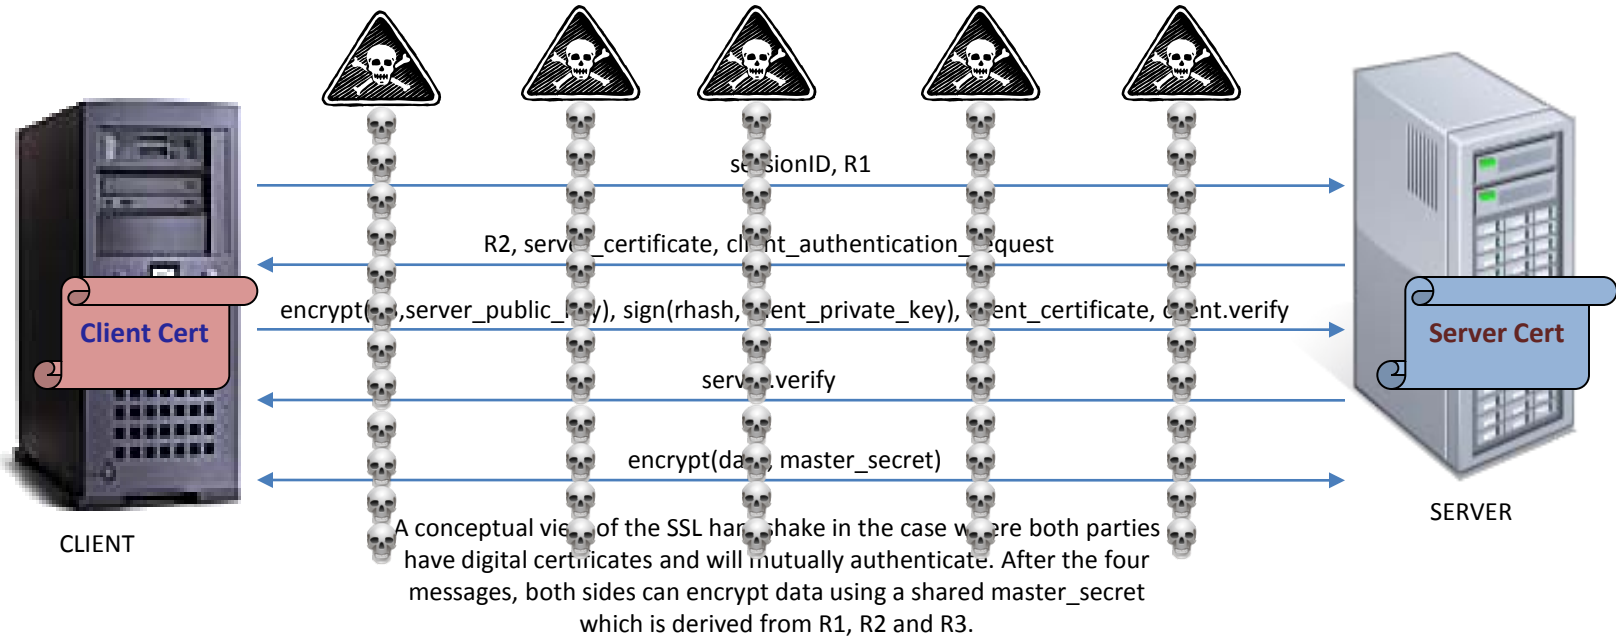 sessionID, R1
R2, server_certificate, client_authentication_request
encrypt( ,server_public_key), sign(rhash, client_private_key), client_certificate, client.verify
Client Cert
Server Cert
server.verify
encrypt(data, master_secret)
SERVER
CLIENT
A conceptual view of the SSL handshake in the case where both parties
have digital certificates and will mutually authenticate. After the four
messages, both sides can encrypt data using a shared master_secret
which is derived from R1, R2 and R3.